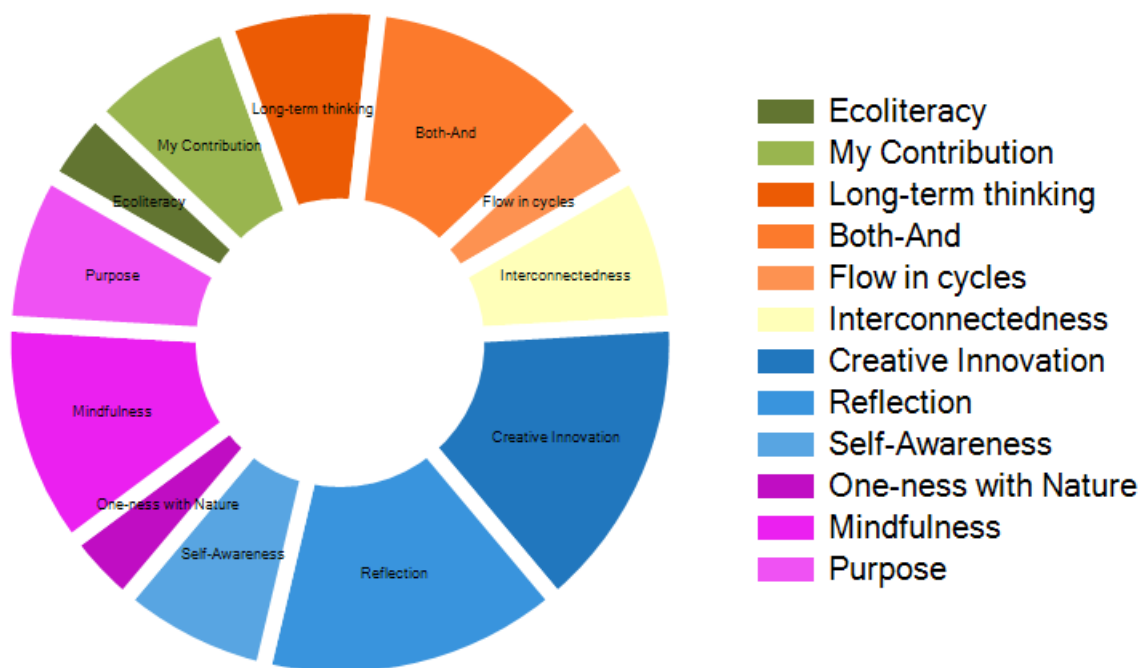 Long-term thinking
Both-And
My Contribution
Ecoliteracy
Flow in cycles
Purpose
Interconnectedness
Mindfulness
Creative Innovation
One-ness with Nature
Self-Awareness
Reflection
Ecoliteracy
My Contribution
Long-term thinking
Both-And
Flow in cycles
Interconnectedness
Creative Innovation
Reflection
Self-Awareness
One-ness with Nature
Mindfulness
Purpose